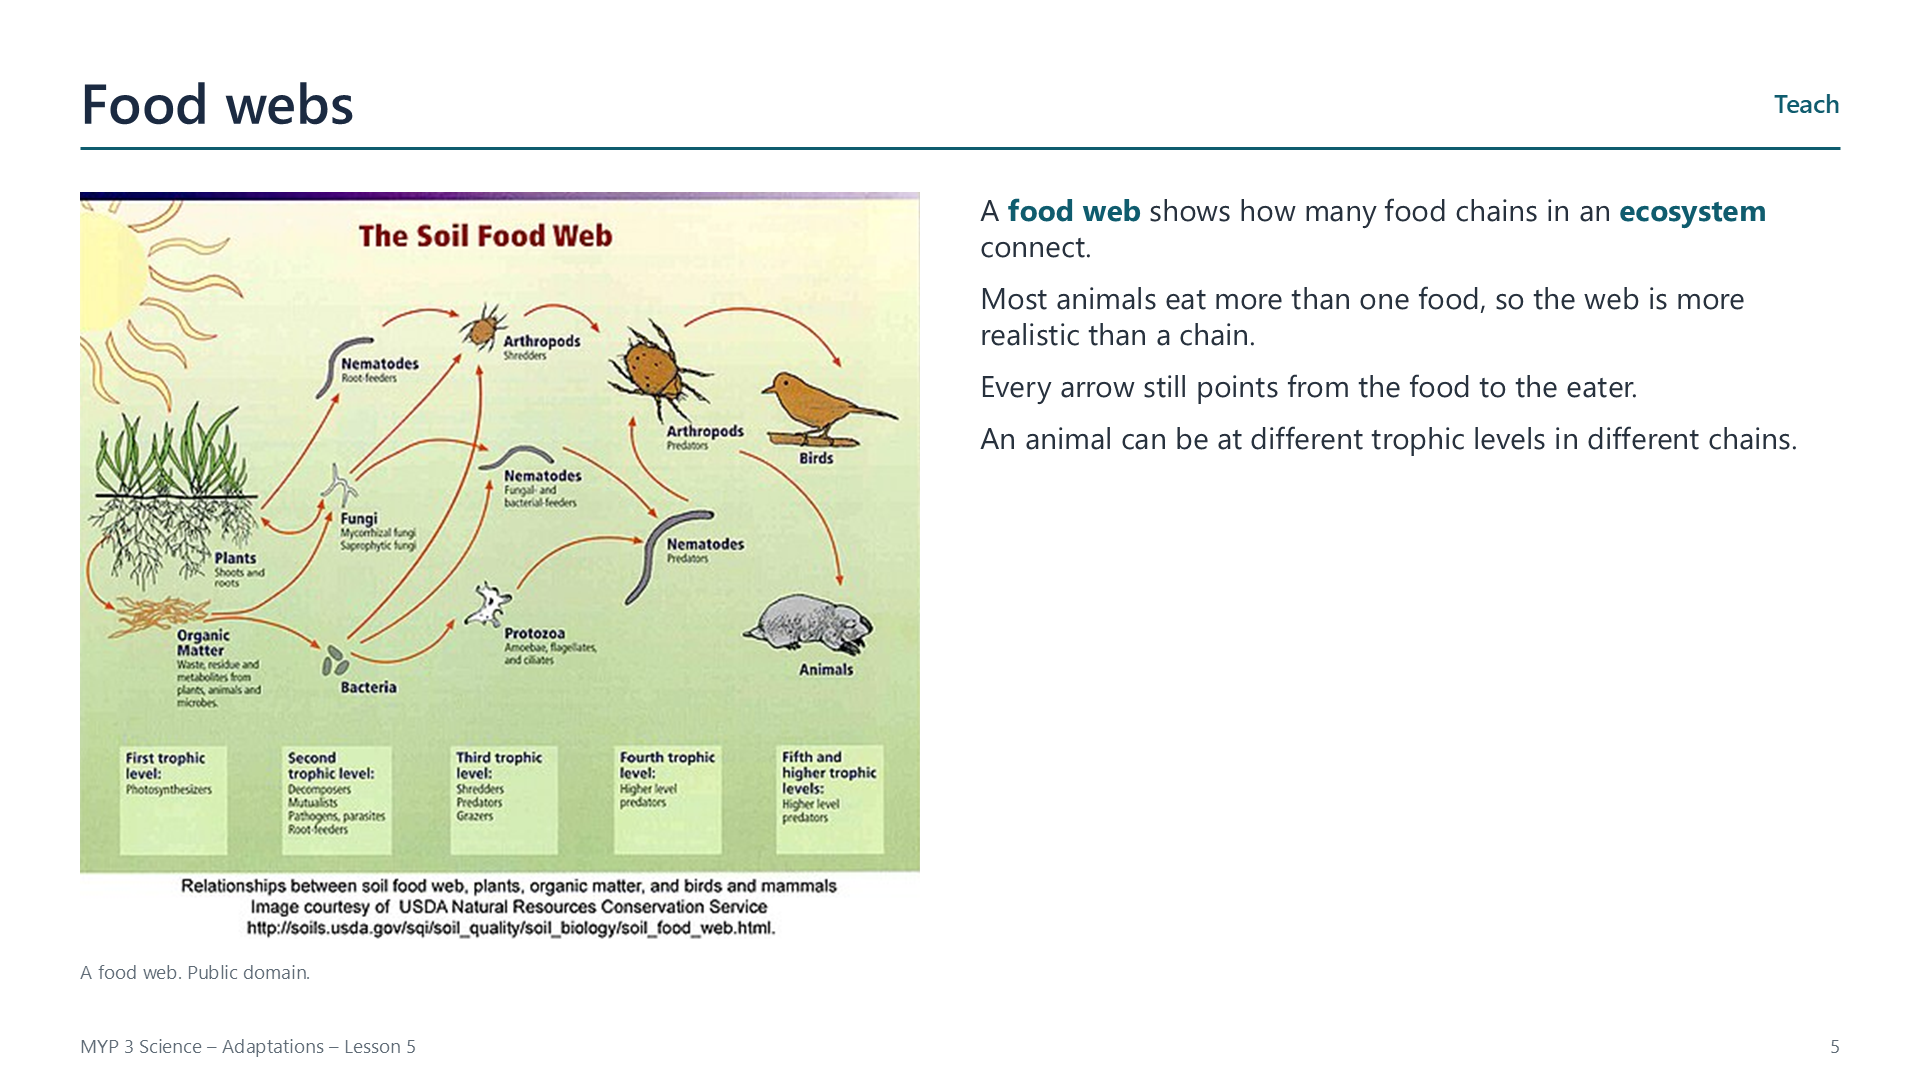 Food webs
Teach
The Soil Food Web
Arthropods
Shredders
Nematodes
Root-feeders
Arthropods
Predators
Birds
Nematodes
Fungal- and
bacterial-feeders
Fungi
Mycorrhizal fungi
Saprophytic fungi
Nematodes
Predators
Plants
Shoots and
roots
Organic
Matter
Waste, residue and
metabolites from
plants, animals and
microbes.
Protozoa
Amoebae, flagellates,
and ciliates
Animals
Bacteria
First trophic
level:
Photosynthesizers
Second
trophic level:
Decomposers
Mutualists
Pathogens, parasites
Root-feeders
Third trophic
level:
Shredders
Predators
Grazers
Fourth trophic
level:
Higher level
predators
Fifth and
higher trophic
levels:
Higher level
predators
Relationships between soil food web, plants, organic matter, and birds and mammals
Image courtesy of USDA Natural Resources Conservation Service
http://soils.usda.gov/sqi/soil_quality/soil_biology/soil_food_web.html.
A food web. Public domain.
A food web shows how many food chains in an ecosystem
connect.
Most animals eat more than one food, so the web is more
realistic than a chain.
Every arrow still points from the food to the eater.
An animal can be at different trophic levels in different chains.
MYP 3 Science – Adaptations – Lesson 5
5